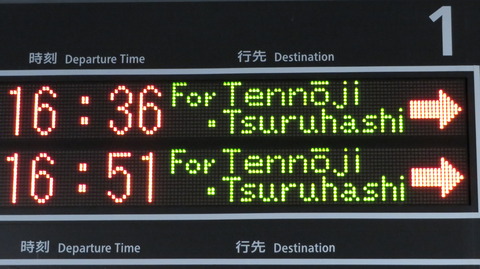 1
時刻 Departure Time 行先 Destination
16:36 For Tennōji
・Tsuruhashi
16:51 For Tennōji
・Tsuruhashi
時刻 Departure Time 行先 Destination